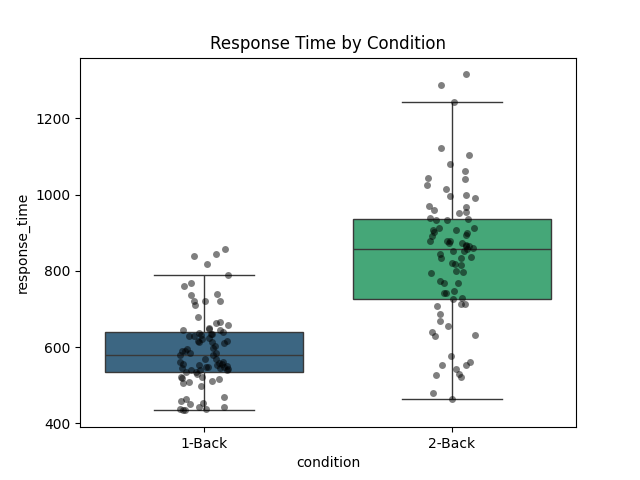 Response Time by Condition
response_time
1200
1000
800
600
400
1-Back
2-Back
condition